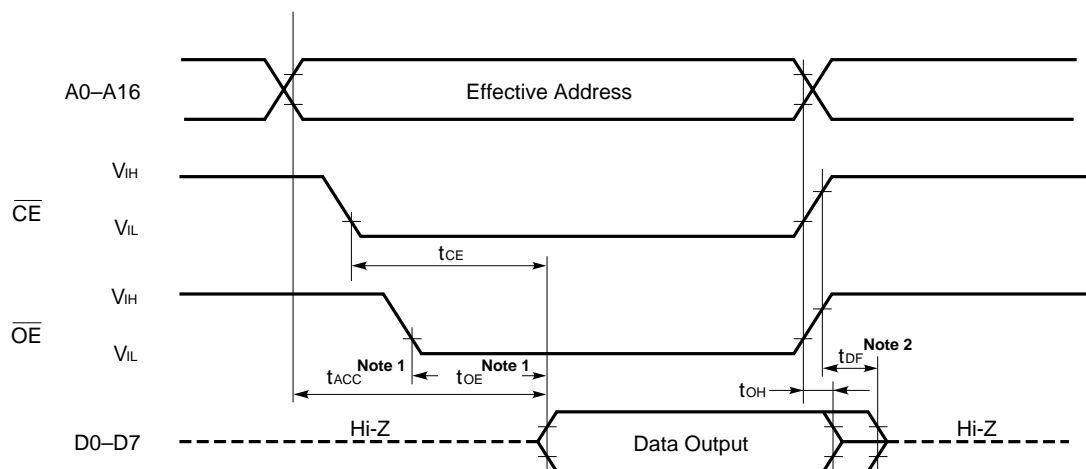 A0–A16 Effective Address
VIH
CE
VIL
tCE
VIH
OE
VIL
tACC Note 1 tOE Note 1 tDF Note 2
tOH
D0–D7 Hi-Z Data Output Hi-Z